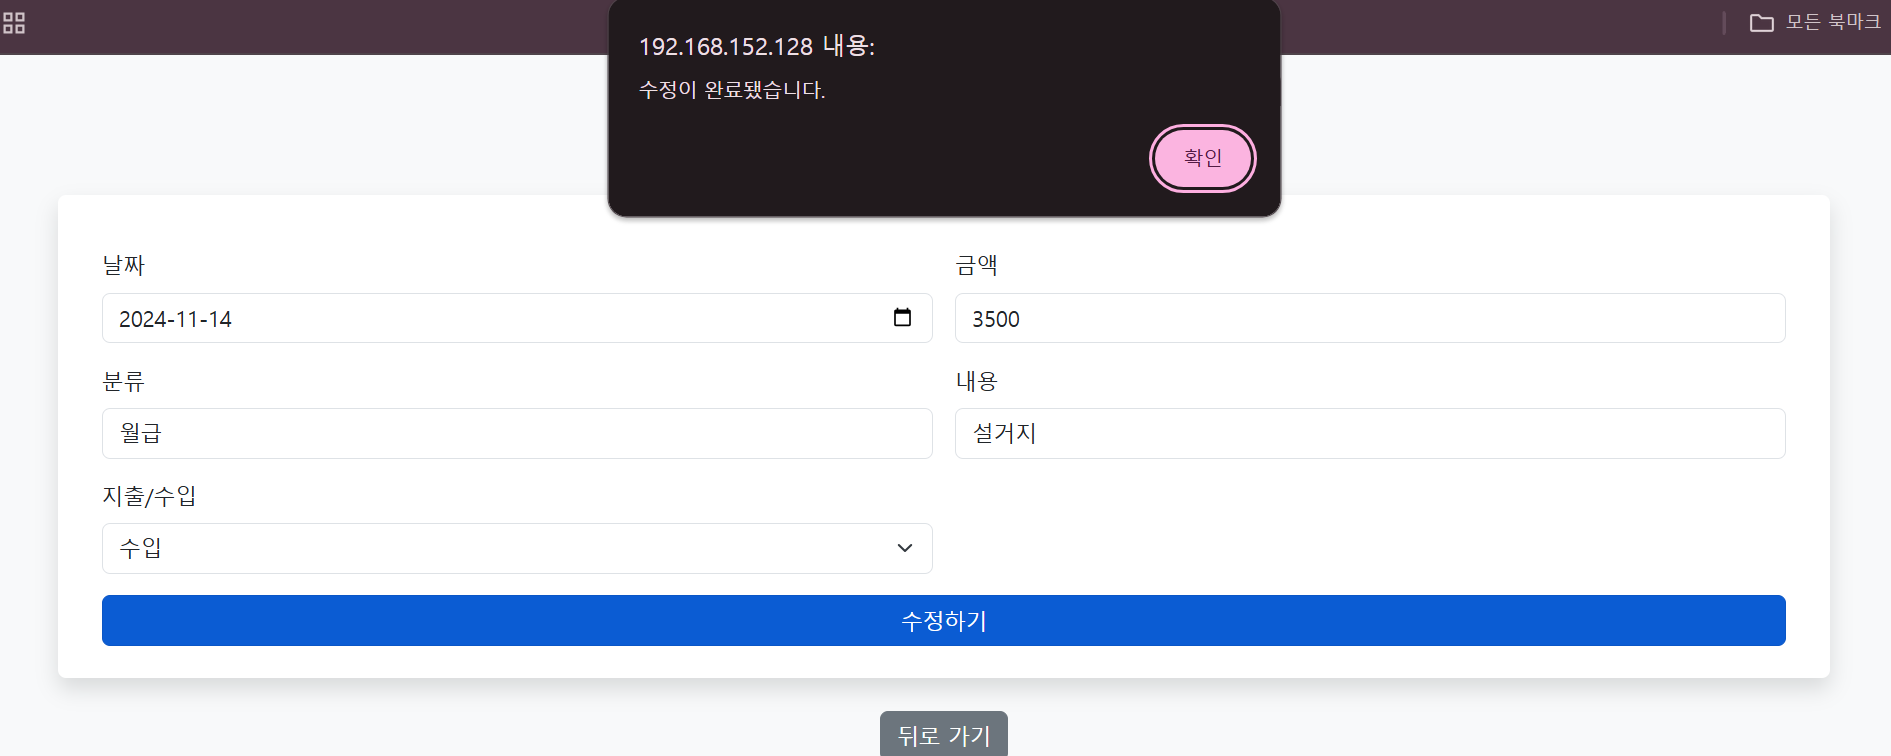 모든 북마크
192.168.152.128 내용:
수정이 완료됐습니다.
확인
날짜
금액
2024-11-14
3500
분류
내용
월급
설거지
지출/수입
수입
수정하기
뒤로 가기